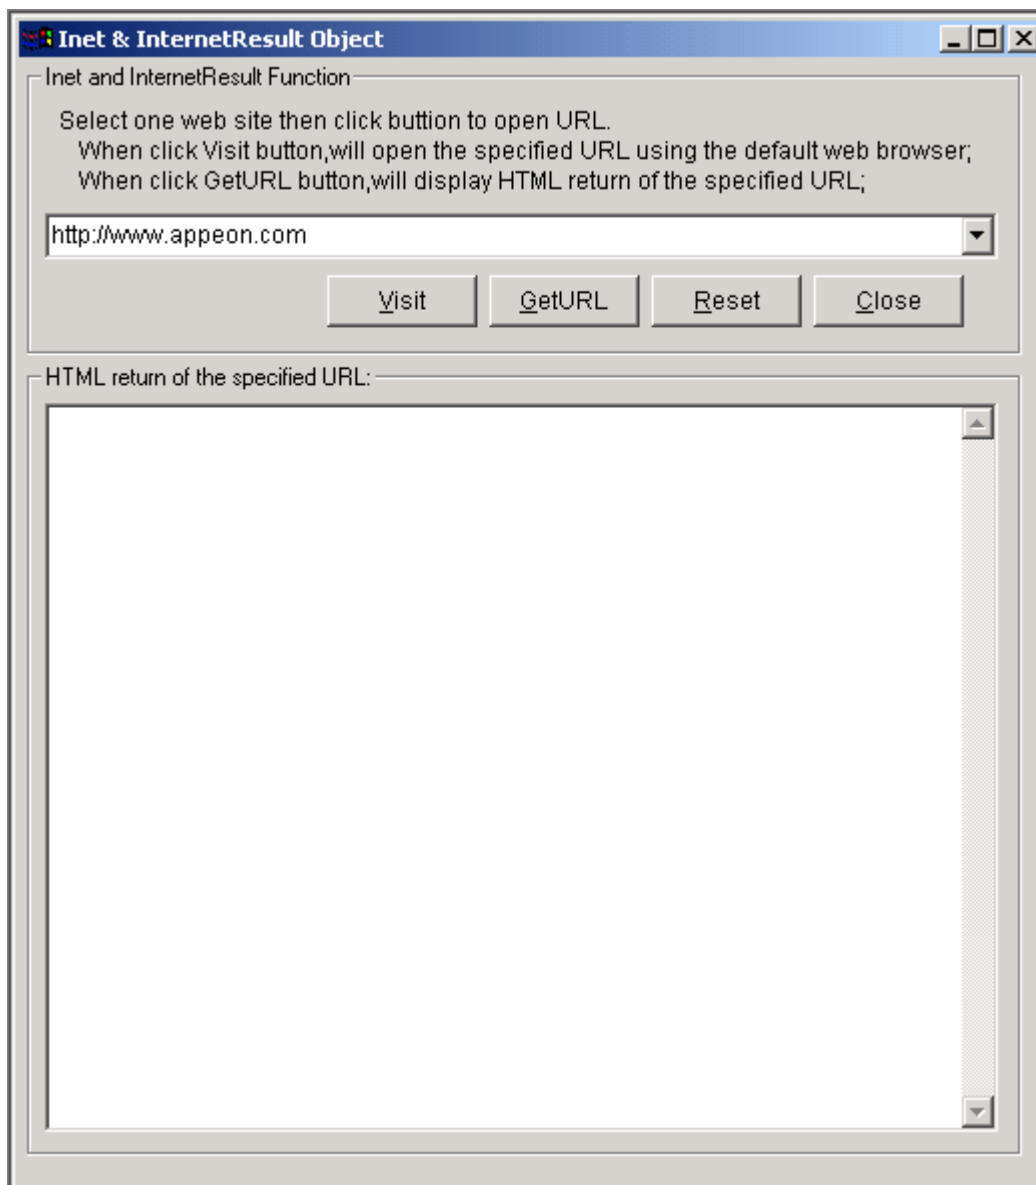 Inet & InternetResult Object
Inet and InternetResult Function
Select one web site then click buttion to open URL.
When click Visit button,will open the specified URL using the default web browser;
When click GetURL button,will display HTML return of the specified URL;
http://www.appeon.com
Visit GetURL Reset Close
HTML return of the specified URL: